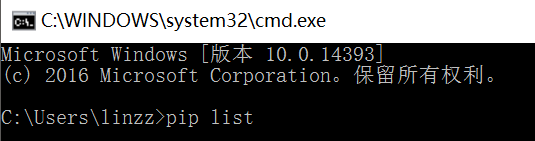 C:\WINDOWS\system32\cmd.exe
Microsoft Windows [版本 10.0.14393]
(c) 2016 Microsoft Corporation。保留所有权利。
C:\Users\linzz>pip list